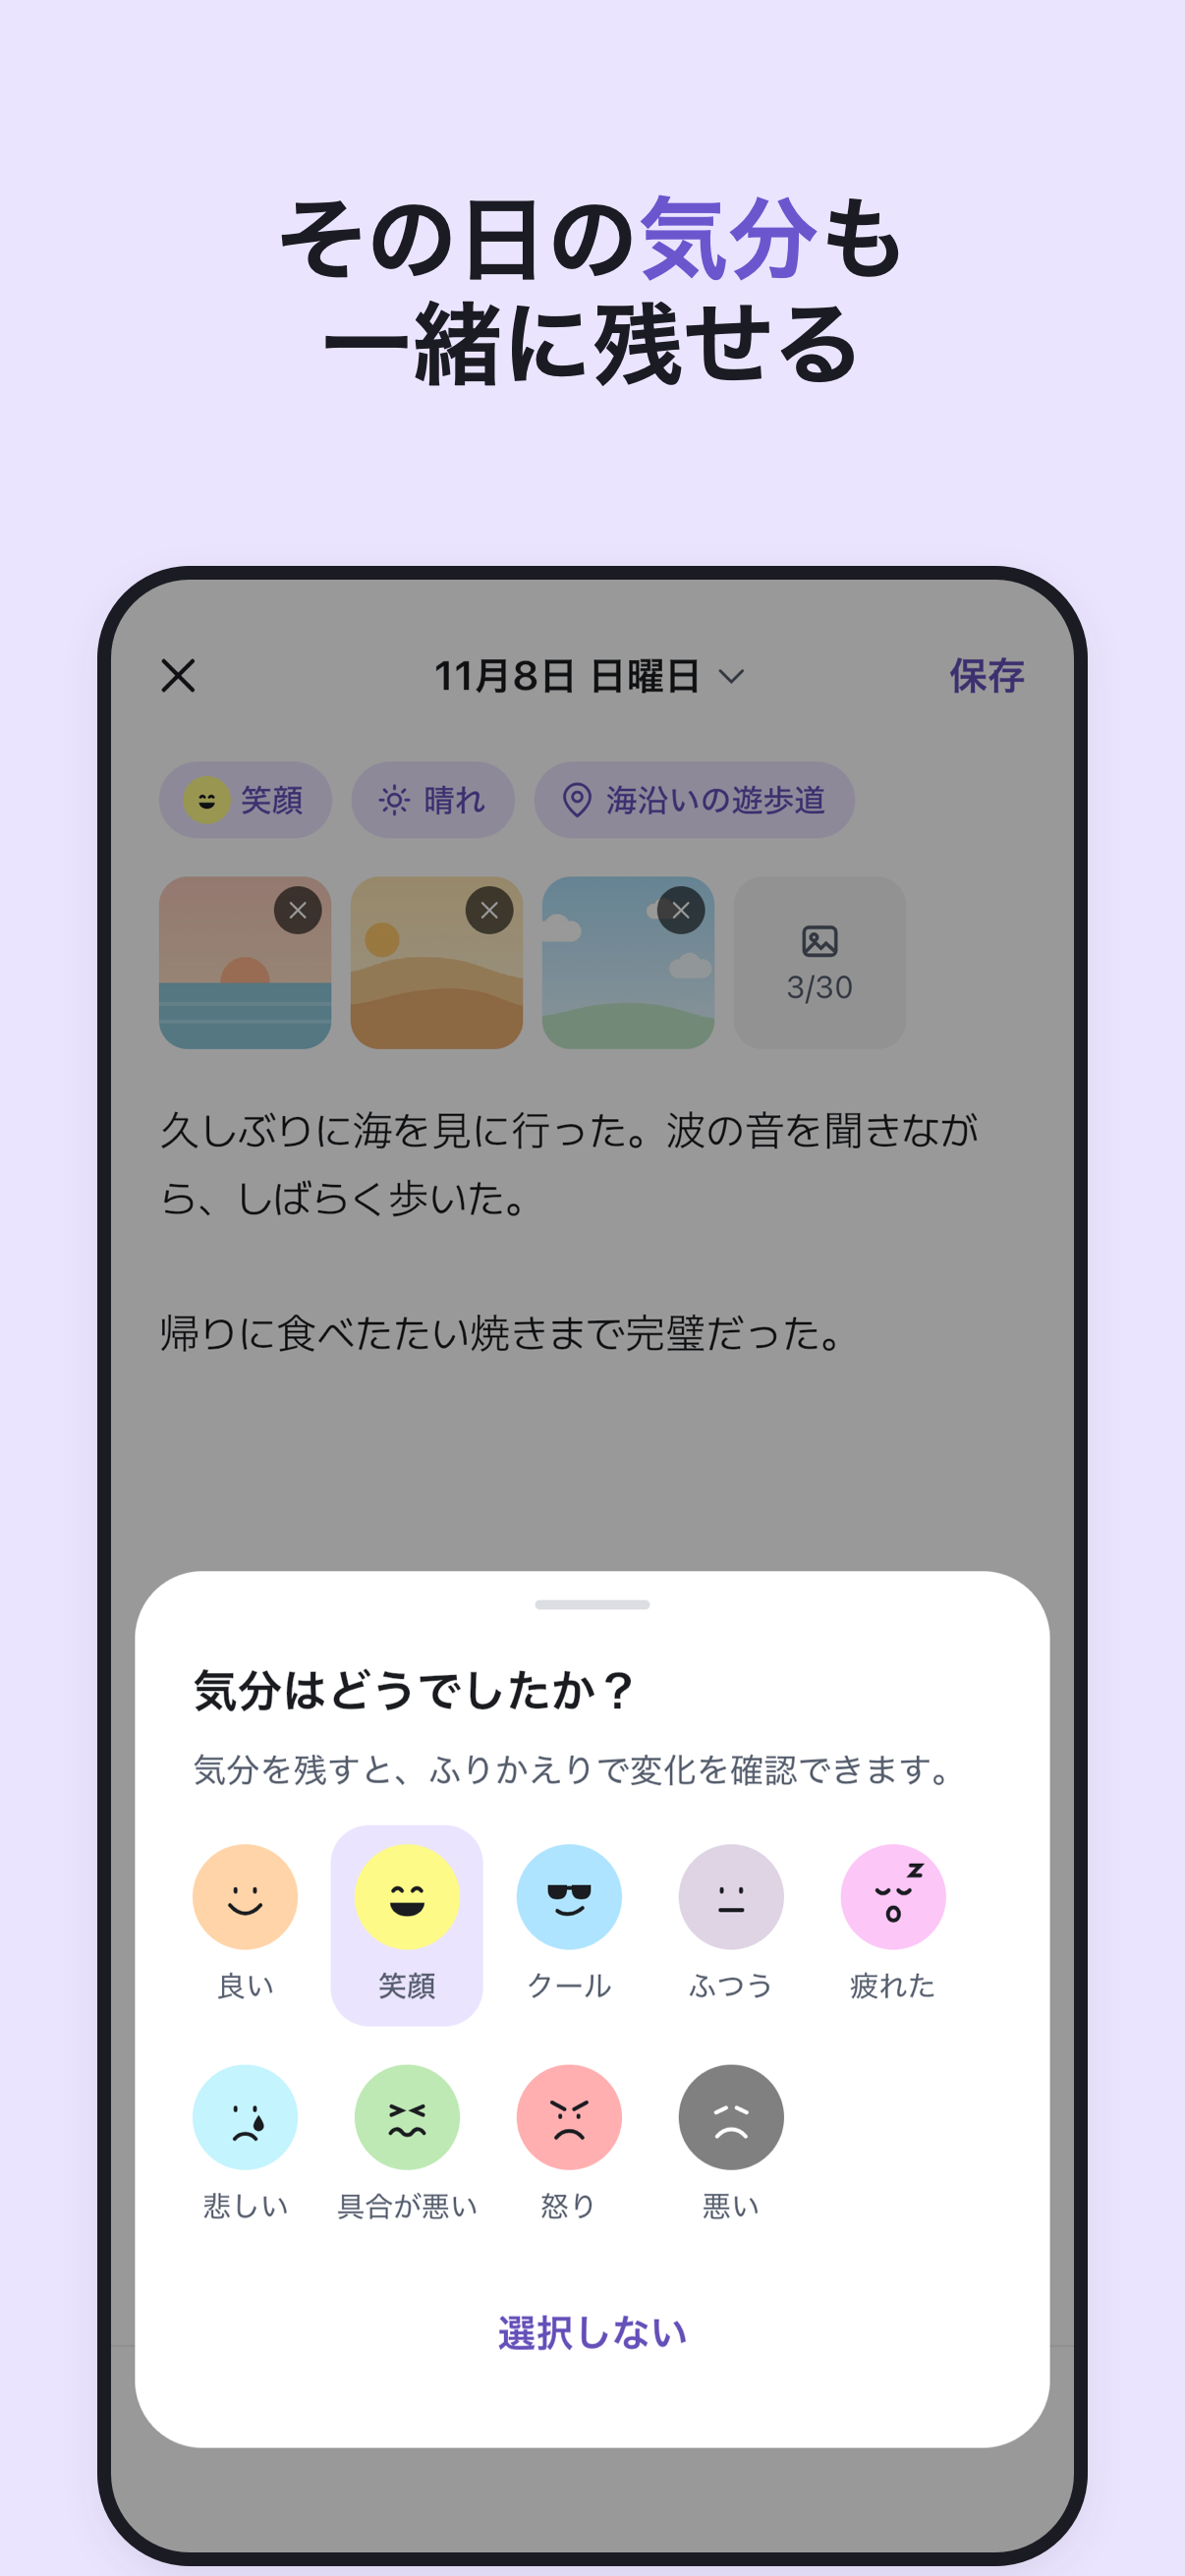 その日の気分も
一緒に残せる
11月8日 日曜日
保存
笑顔
晴れ
海沿いの遊歩道
3/30
久しぶりに海を見に行った。波の音を聞きなが
ら、しばらく歩いた。
帰りに食べたたい焼きまで完璧だった。
気分はどうでしたか？
気分を残すと、ふりかえりで変化を確認できます。
良い
笑顔
クール
ふつう
疲れた
悲しい
具合が悪い
怒り
悪い
選択しない